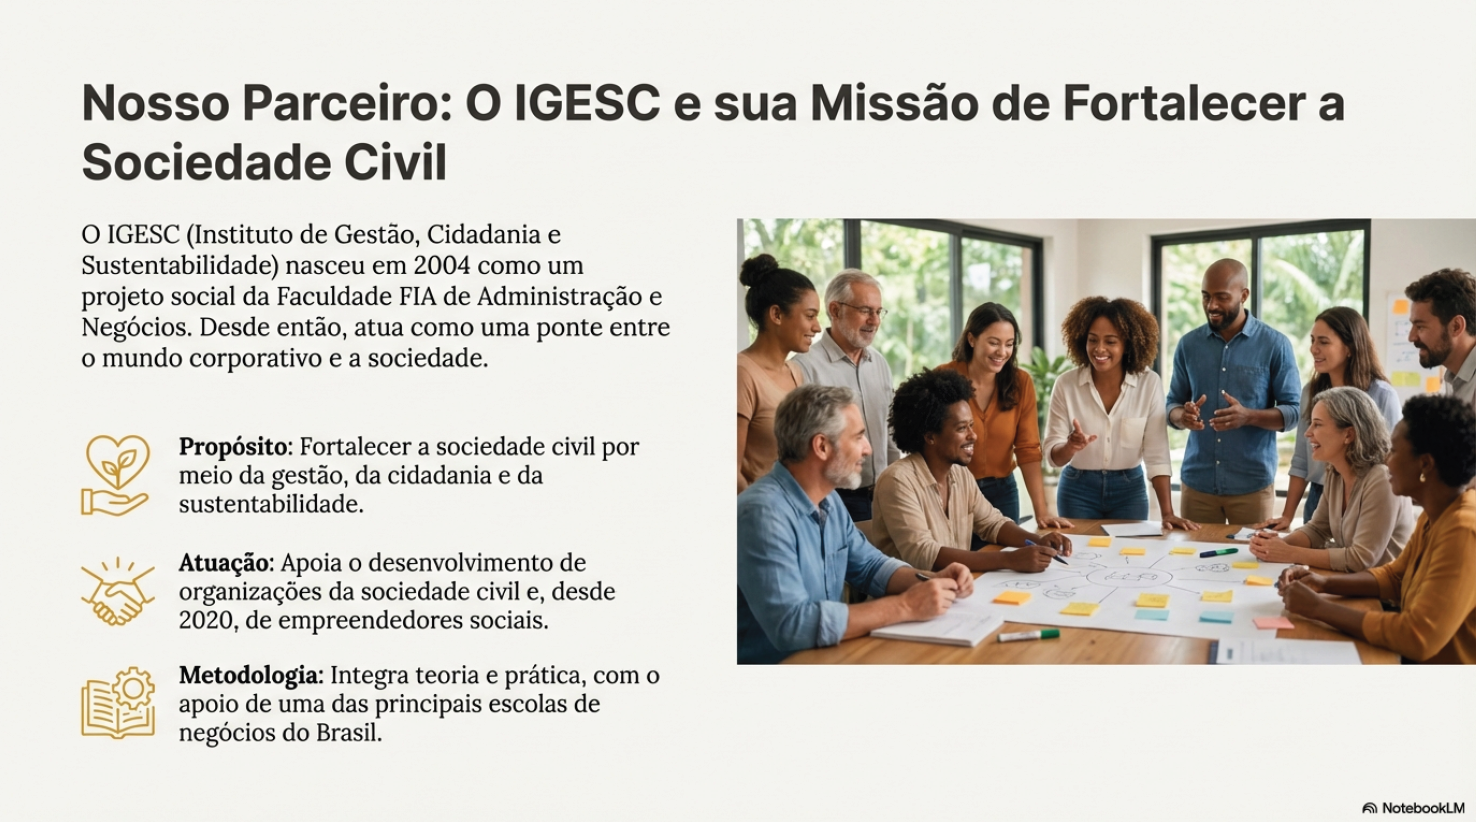 Nosso Parceiro: O IGESC e sua Missão de Fortalecer a
Sociedade Civil
O IGESC (Instituto de Gestão, Cidadania e
Sustentabilidade) nasceu em 2004 como um
projeto social da Faculdade FIA de Administração e
Negócios. Desde então, atua como uma ponte entre
o mundo corporativo e a sociedade.
Propósito: Fortalecer a sociedade civil por
meio da gestão, da cidadania e da
sustentabilidade.
Atuação: Apoia o desenvolvimento de
organizações da sociedade civil e, desde
2020, de empreendedores sociais.
Metodologia: Integra teoria e prática, com o
apoio de uma das principais escolas de
negócios do Brasil.
NotebookLM